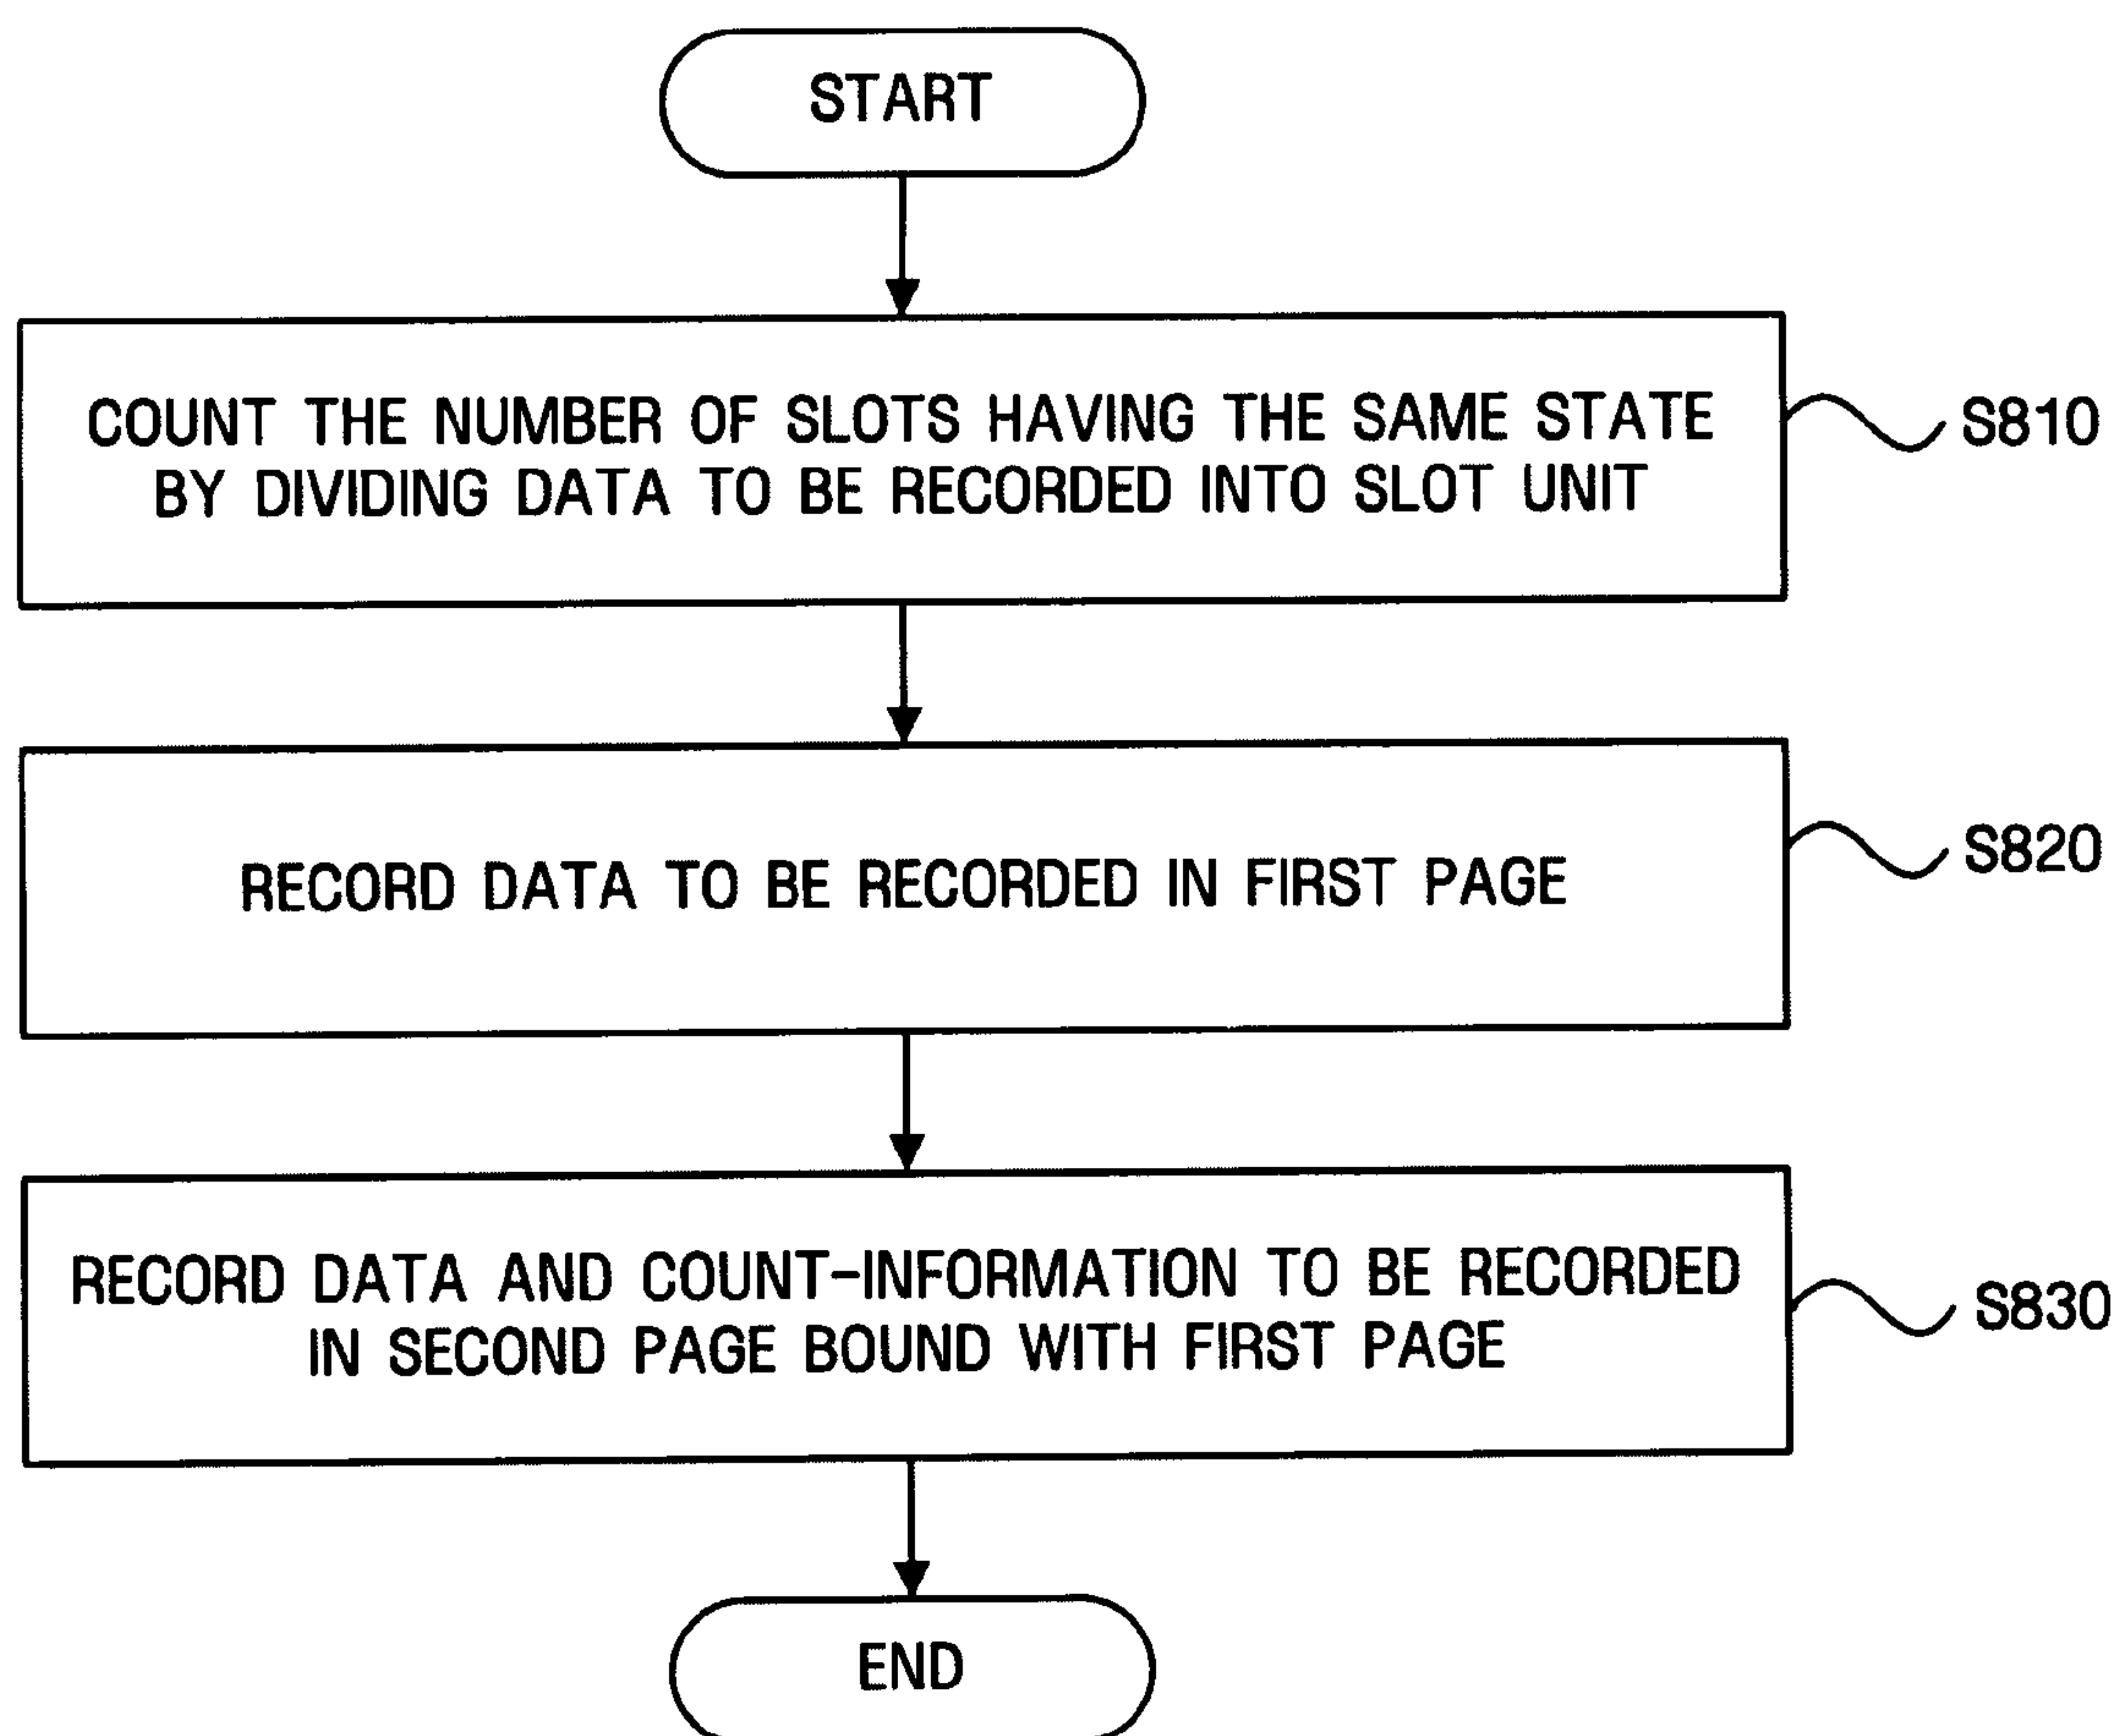 START
COUNT THE NUMBER OF SLOTS HAVING THE SAME STATE
BY DIVIDING DATA TO BE RECORDED INTO SLOT UNIT
S810
RECORD DATA TO BE RECORDED IN FIRST PAGE
S820
RECORD DATA AND COUNT-INFORMATION TO BE RECORDED
IN SECOND PAGE BOUND WITH FIRST PAGE
S830
END